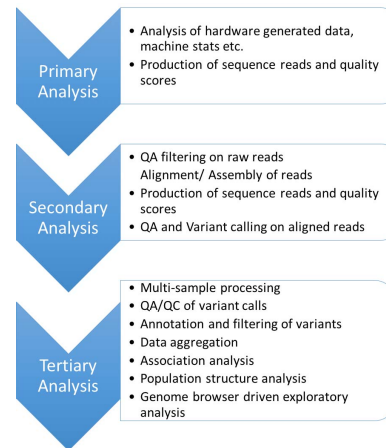 Primary
Analysis
• Analysis of hardware generated data,
machine stats etc.
• Production of sequence reads and quality
scores
Secondary
Analysis
• QA filtering on raw reads
Alignment/ Assembly of reads
• Production of sequence reads and quality
scores
• QA and Variant calling on aligned reads
Tertiary
Analysis
• Multi-sample processing
• QA/QC of variant calls
• Annotation and filtering of variants
• Data aggregation
• Association analysis
• Population structure analysis
• Genome browser driven exploratory
analysis